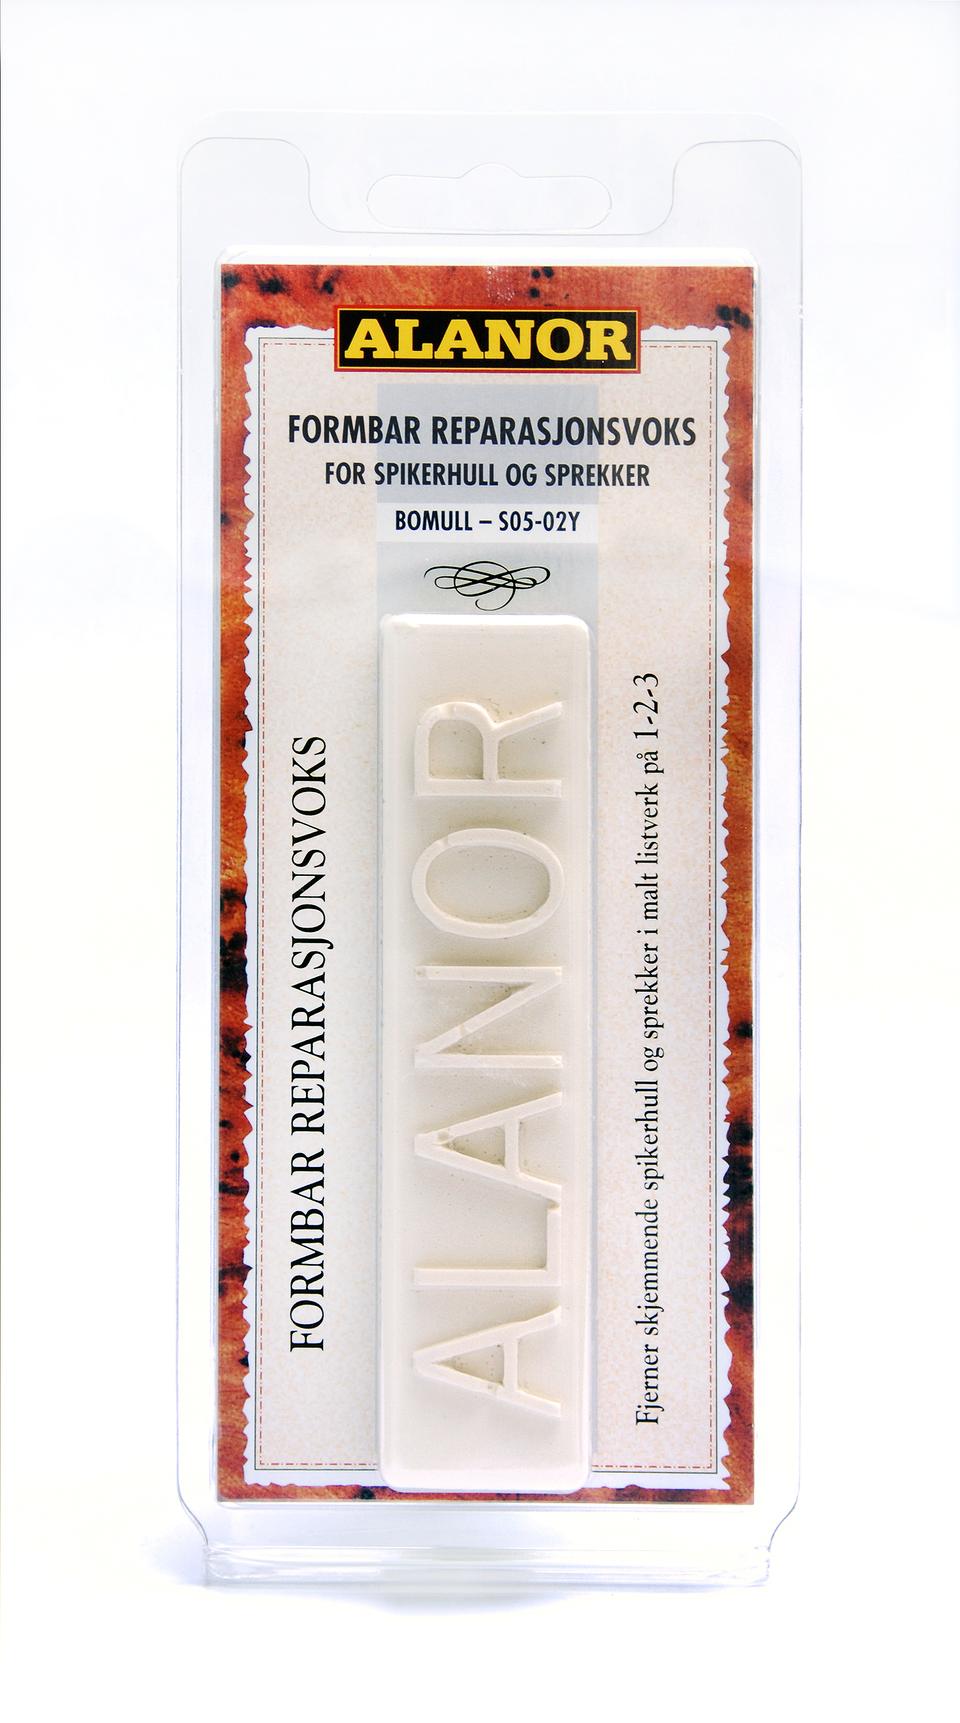 ALANOR
FORMBAR REPARASJONSVOKS
FOR SPIKERHULL OG SPREKKER
BOMULL – S05-02Y
FORMBAR REPARASJONSVOKS
ALANOR
Fjerner skjemmende spikerhull og sprekker i malt listverk på 1-2-3